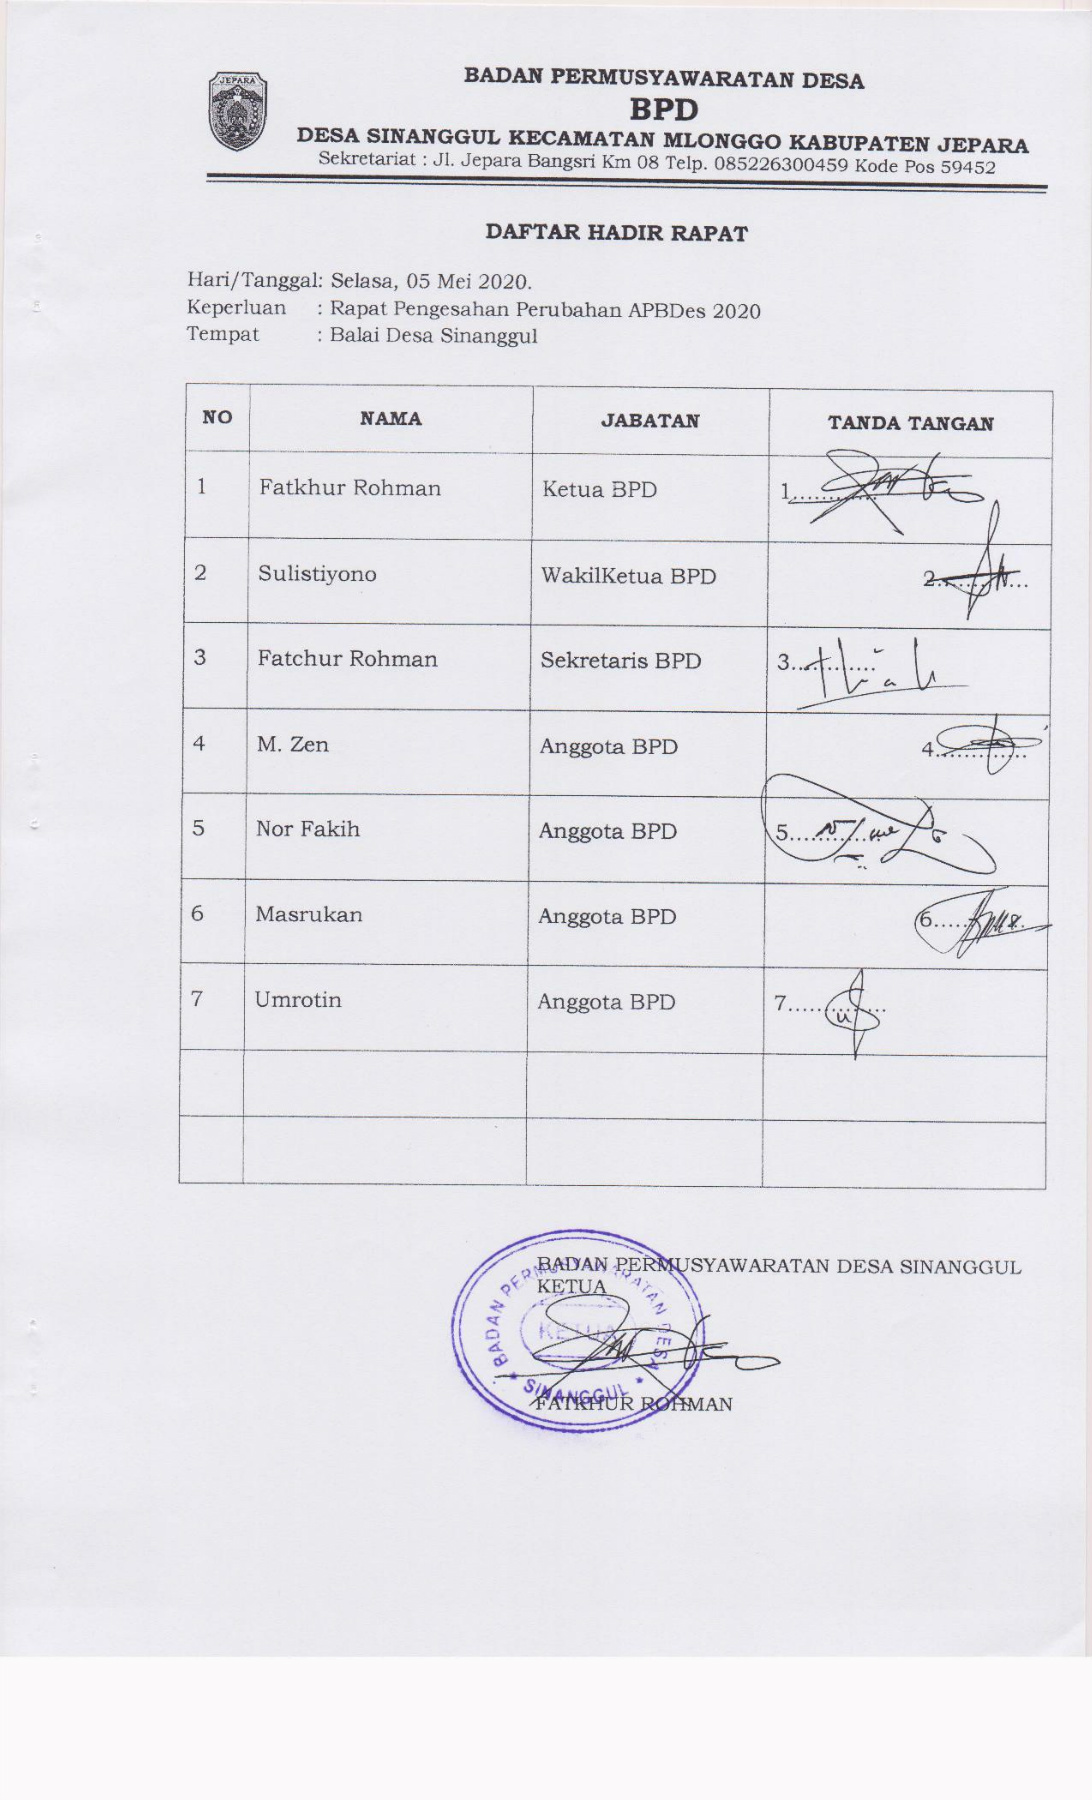 JEPARA
BADAN PERMUSYAWARATAN DESA
BPD
DESA SINANGGUL KECAMATAN MLONGGO KABUPATEN JEPARA
Sekretariat : Jl. Jepara Bangsri Km 08 Telp. 085226300459 Kode Pos 59452
DAFTAR HADIR RAPAT
Hari/Tanggal: Selasa, 05 Mei 2020.
Keperluan : Rapat Pengesahan Perubahan APBDes 2020
Tempat : Balai Desa Sinanggul
NO NAMA JABATAN TANDA TANGAN
1 Fatkhur Rohman Ketua BPD 1..............
2 Sulistiyono WakilKetua BPD 2..............
3 Fatchur Rohman Sekretaris BPD 3..............
4 M. Zen Anggota BPD 4..............
5 Nor Fakih Anggota BPD 5..............
6 Masrukan Anggota BPD 6..............
7 Umrotin Anggota BPD 7..............
BADAN PERMUSYAWARATAN DESA SINANGGUL
KETUA
BADAN PERMUSYAWARATAN DESA
KETUA
* SINANGGUL *
FATKHUR ROHMAN